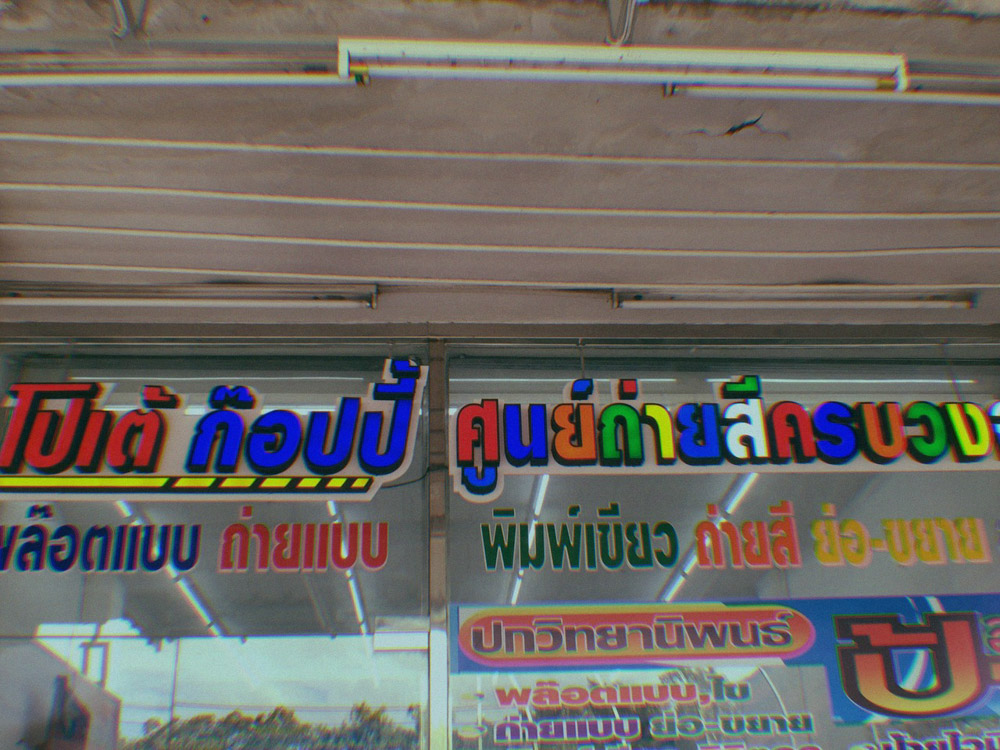 โปเต้ ก๊อปปี้
ศูนย์ถ่ายสีครบวงจ
พล๊อตแบบ ถ่ายแบบ
พิมพ์เขียว ถ่ายสี ย่อ-ขยาย
ปกวิทยานิพนธ์
พล๊อตแบบ,ใบ
ถ่ายแบบ ย่อ-ขยาย